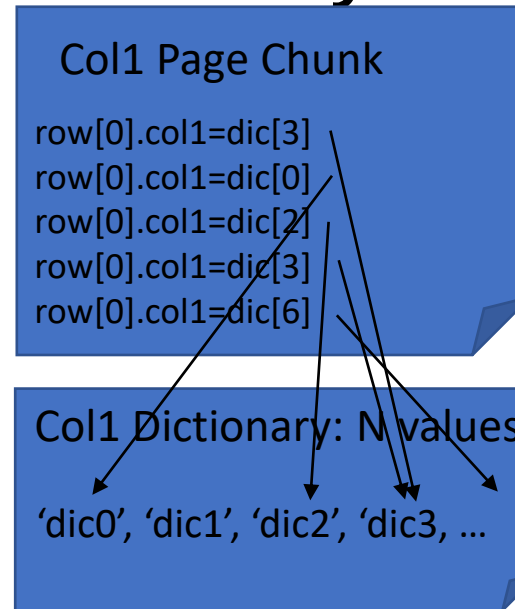 Col1 Page Chunk
row[0].col1=dic[3]
row[0].col1=dic[0]
row[0].col1=dic[2]
row[0].col1=dic[3]
row[0].col1=dic[6]
Col1 Dictionary: N values
‘dic0’, ‘dic1’, ‘dic2’, ‘dic3, ...